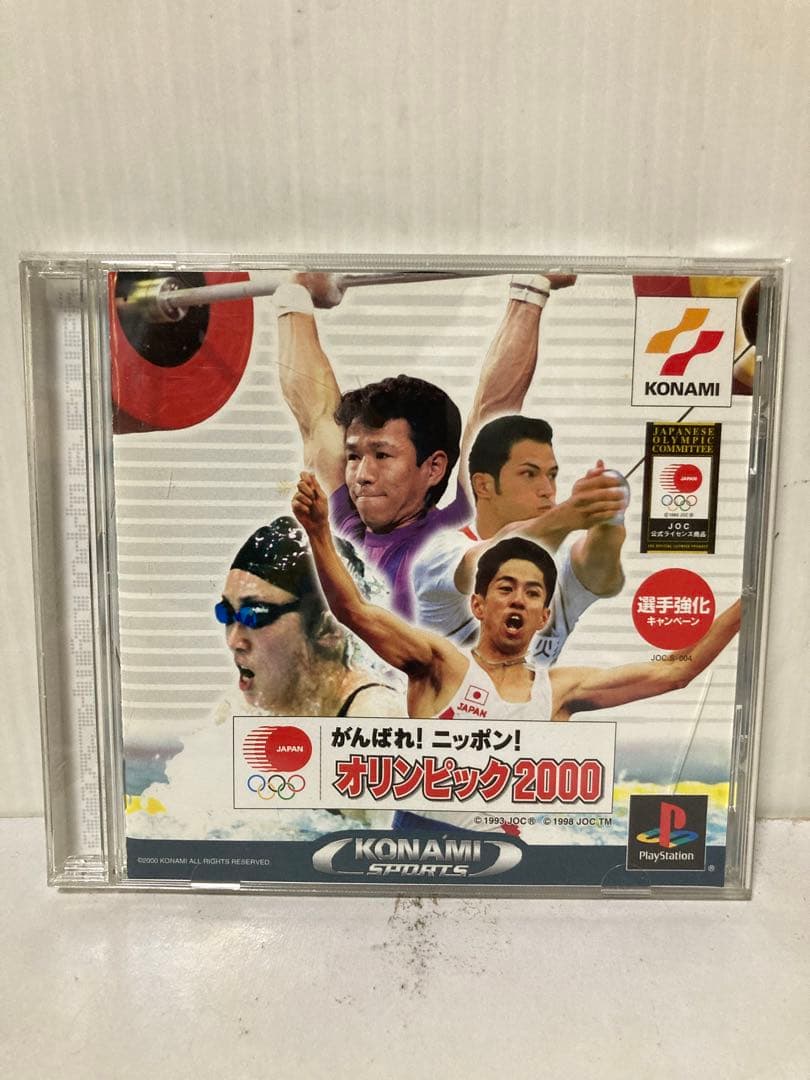 KONAMI
JAPANESE
OLYMPIC
COMMITTEE
JAPAN
©1993 JOC®
JOC
公式ライセンス商品
選手強化
キャンペーン
JOC.S-004
JAPAN
JAPAN
がんばれ!ニッポン!
オリンピック2000
©1993 JOC® ©1998 JOC TM
©2000 KONAMI ALL RIGHTS RESERVED.
KONAMI
SPORTS
PlayStation
®